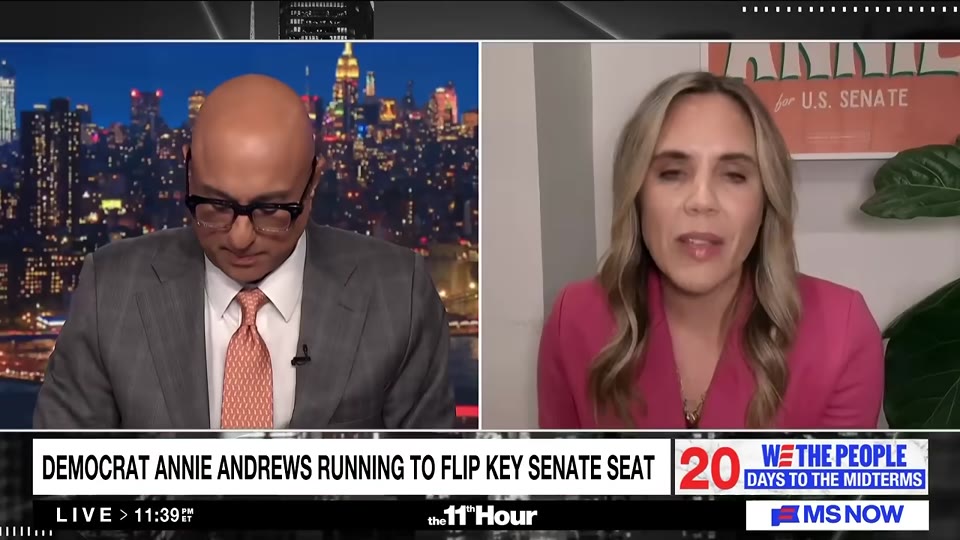 ANNIE
for U.S. SENATE
DEMOCRAT ANNIE ANDREWS RUNNING TO FLIP KEY SENATE SEAT
20
WE THE PEOPLE
DAYS TO THE MIDTERMS
LIVE > 11:39 PM ET
the 11th Hour
MS NOW